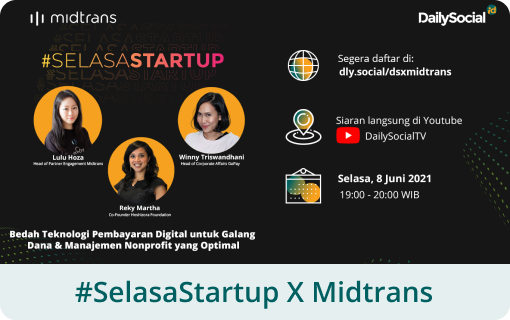 midtrans
DailySocial.id
#SELASASTARTUP
Lulu Hoza
Head of Partner Engagement Midtrans
Winny Triswandhani
Head of Corporate Affairs GoPay
Reky Martha
Co-Founder Hoshizora Foundation
Bedah Teknologi Pembayaran Digital untuk Galang
Dana & Manajemen Nonprofit yang Optimal
Segera daftar di:
dly.social/dsxmidtrans
Siaran langsung di Youtube
DailySocialTV
Selasa, 8 Juni 2021
19:00 - 20:00 WIB
#SelasaStartup X Midtrans